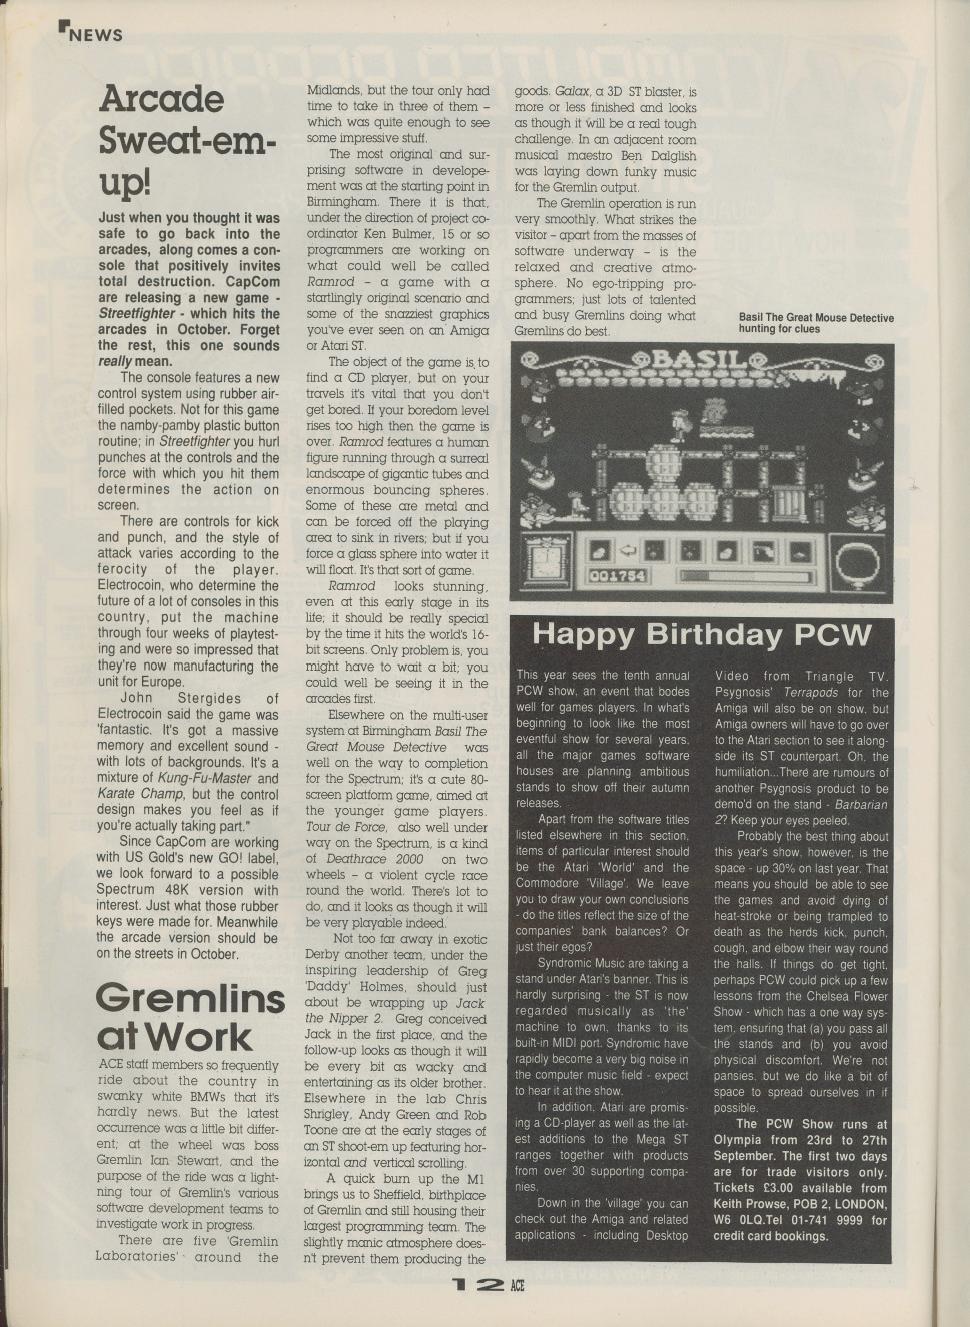 NEWS
Arcade
Sweat-em-
up!
Just when you thought it was
safe to go back into the
arcades, along comes a con-
sole that positively invites
total destruction. CapCom
are releasing a new game -
Streetfighter - which hits the
arcades in October. Forget
the rest, this one sounds
really mean.
The console features a new
control system using rubber air-
filled pockets. Not for this game
the namby-pamby plastic button
routine; in Streetfighter you hurl
punches at the controls and the
force with which you hit them
determines the action on
screen.
There are controls for kick
and punch, and the style of
attack varies according to the
ferocity of the player.
Electrocoin, who determine the
future of a lot of consoles in this
country, put the machine
through four weeks of playtest-
ing and were so impressed that
they're now manufacturing the
unit for Europe.
John Stergides of
Electrocoin said the game was
'fantastic. It's got a massive
memory and excellent sound -
with lots of backgrounds. It's a
mixture of Kung-Fu-Master and
Karate Champ, but the control
design makes you feel as if
you're actually taking part."
Since CapCom are working
with US Gold's new GO! label,
we look forward to a possible
Spectrum 48K version with
interest. Just what those rubber
keys were made for. Meanwhile
the arcade version should be
on the streets in October.
Gremlins
at Work
ACE staff members so frequently
ride about the country in
swanky white BMWs that it's
hardly news. But the latest
occurrence was a little bit differ-
ent; at the wheel was boss
Gremlin Ian Stewart, and the
purpose of the ride was a light-
ning tour of Gremlin's various
software development teams to
investigate work in progress.
There are five 'Gremlin
Laboratories' around the
Midlands, but the tour only had
time to take in three of them –
which was quite enough to see
some impressive stuff.
The most original and sur-
prising software in develope-
ment was at the starting point in
Birmingham. There it is that,
under the direction of project co-
ordinator Ken Bulmer, 15 or so
programmers are working on
what could well be called
Ramrod – a game with a
startlingly original scenario and
some of the snazziest graphics
you've ever seen on an Amiga
or Atari ST.
The object of the game is to
find a CD player, but on your
travels it's vital that you don't
get bored. If your boredom level
rises too high then the game is
over. Ramrod features a human
figure running through a surreal
landscape of gigantic tubes and
enormous bouncing spheres.
Some of these are metal and
can be forced off the playing
area to sink in rivers; but if you
force a glass sphere into water it
will float. It's that sort of game.
Ramrod looks stunning,
even at this early stage in its
life; it should be really special
by the time it hits the world's 16-
bit screens. Only problem is, you
might have to wait a bit; you
could well be seeing it in the
arcades first.
Elsewhere on the multi-user
system at Birmingham Basil The
Great Mouse Detective was
well on the way to completion
for the Spectrum; it's a cute 80-
screen platform game, aimed at
the younger game players.
Tour de Force, also well under
way on the Spectrum, is a kind
of Deathrace 2000 on two
wheels – a violent cycle race
round the world. There's lot to
do, and it looks as though it will
be very playable indeed.
Not too far away in exotic
Derby another team, under the
inspiring leadership of Greg
'Daddy' Holmes, should just
about be wrapping up Jack
the Nipper 2. Greg conceived
Jack in the first place, and the
follow-up looks as though it will
be every bit as wacky and
entertaining as its older brother.
Elsewhere in the lab Chris
Shrigley, Andy Green and Rob
Toone are at the early stages of
an ST shoot-em up featuring hor-
izontal and vertical scrolling.
A quick burn up the M1
brings us to Sheffield, birthplace
of Gremlin and still housing their
largest programming team. The
slightly manic atmosphere does-
n't prevent them producing the
goods. Galax, a 3D ST blaster, is
more or less finished and looks
as though it will be a real tough
challenge. In an adjacent room
musical maestro Ben Dalglish
was laying down funky music
for the Gremlin output.
The Gremlin operation is run
very smoothly. What strikes the
visitor – apart from the masses of
software underway – is the
relaxed and creative atmo-
sphere. No ego-tripping pro-
grammers; just lots of talented
and busy Gremlins doing what
Gremlins do best.
Basil The Great Mouse Detective
hunting for clues
BASIL
001754
Happy Birthday PCW
This year sees the tenth annual
PCW show, an event that bodes
well for games players. In what's
beginning to look like the most
eventful show for several years,
all the major games software
houses are planning ambitious
stands to show off their autumn
releases.
Apart from the software titles
listed elsewhere in this section,
items of particular interest should
be the Atari 'World' and the
Commodore 'Village'. We leave
you to draw your own conclusions
- do the titles reflect the size of the
companies' bank balances? Or
just their egos?
Syndromic Music are taking a
stand under Atari's banner. This is
hardly surprising - the ST is now
regarded musically as 'the'
machine to own, thanks to its
built-in MIDI port. Syndromic have
rapidly become a very big noise in
the computer music field - expect
to hear it at the show.
In addition, Atari are promis-
ing a CD-player as well as the lat-
est additions to the Mega ST
ranges together with products
from over 30 supporting compa-
nies.
Down in the 'village' you can
check out the Amiga and related
applications - including Desktop
Video from Triangle TV.
Psygnosis' Terrapods for the
Amiga will also be on show, but
Amiga owners will have to go over
to the Atari section to see it along-
side its ST counterpart. Oh, the
humiliation...There are rumours of
another Psygnosis product to be
demo'd on the stand - Barbarian
2? Keep your eyes peeled.
Probably the best thing about
this year's show, however, is the
space - up 30% on last year. That
means you should be able to see
the games and avoid dying of
heat-stroke or being trampled to
death as the herds kick, punch,
cough, and elbow their way round
the halls. If things do get tight,
perhaps PCW could pick up a few
lessons from the Chelsea Flower
Show - which has a one way sys-
tem, ensuring that (a) you pass all
the stands and (b) you avoid
physical discomfort. We're not
pansies, but we do like a bit of
space to spread ourselves in if
possible.
The PCW Show runs at
Olympia from 23rd to 27th
September. The first two days
are for trade visitors only.
Tickets £3.00 available from
Keith Prowse, POB 2, LONDON,
W6 0LQ.Tel 01-741 9999 for
credit card bookings.
12 ACE